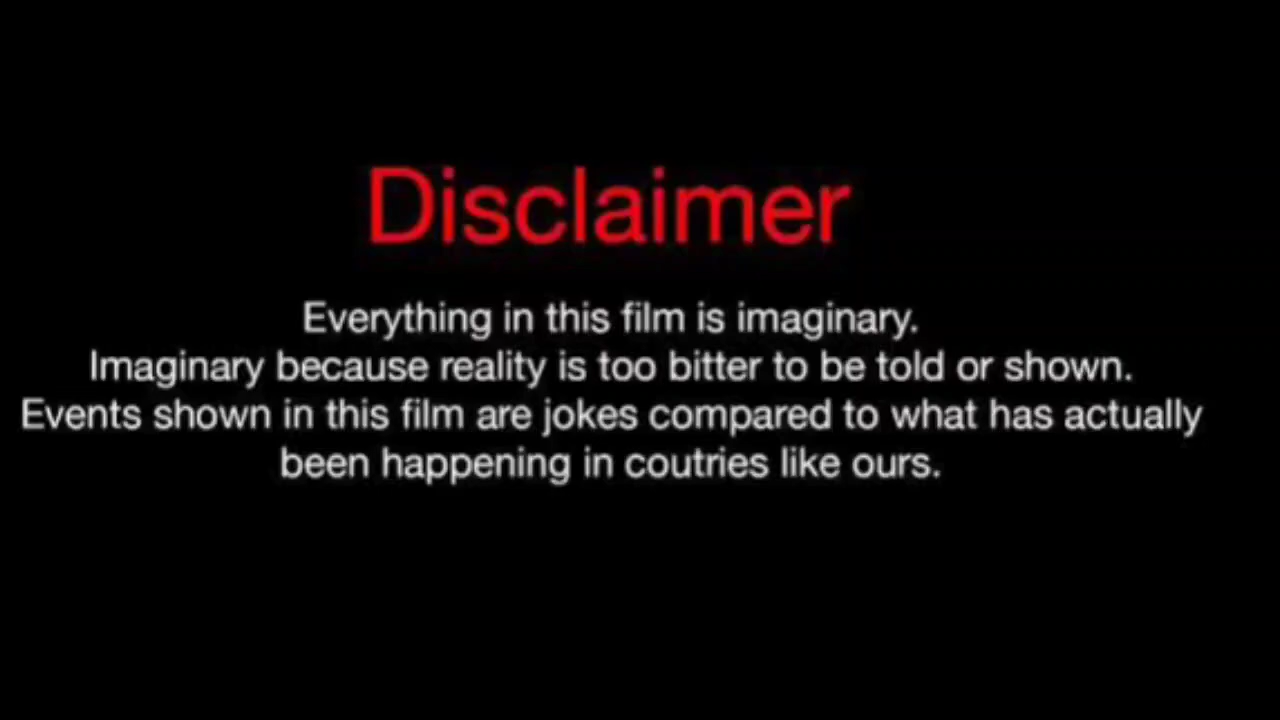 Disclaimer
Everything in this film is imaginary.
Imaginary because reality is too bitter to be told or shown.
Events shown in this film are jokes compared to what has actually
been happening in coutries like ours.